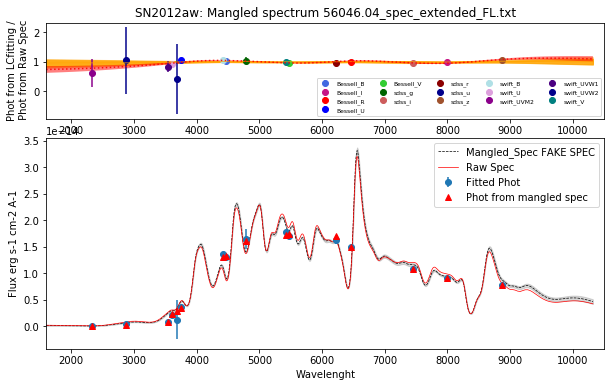 SN2012aw: Mangled spectrum 56046.04_spec_extended_FL.txt
Phot from LCfitting /
Phot from Raw Spec
2
1
0
Bessell_B
Bessell_I
Bessell_R
Bessell_U
Bessell_V
sdss_g
sdss_i
sdss_r
sdss_u
sdss_z
swift_B
swift_U
swift_UVM2
swift_UVW1
swift_UVW2
swift_V
2000 3000 4000 5000 6000 7000 8000 9000 10000
1e−14
Flux erg s-1 cm-2 A-1
3.5
3.0
2.5
2.0
1.5
1.0
0.5
0.0
Mangled_Spec FAKE SPEC
Raw Spec
Fitted Phot
Phot from mangled spec
2000 3000 4000 5000 6000 7000 8000 9000 10000
Wavelenght